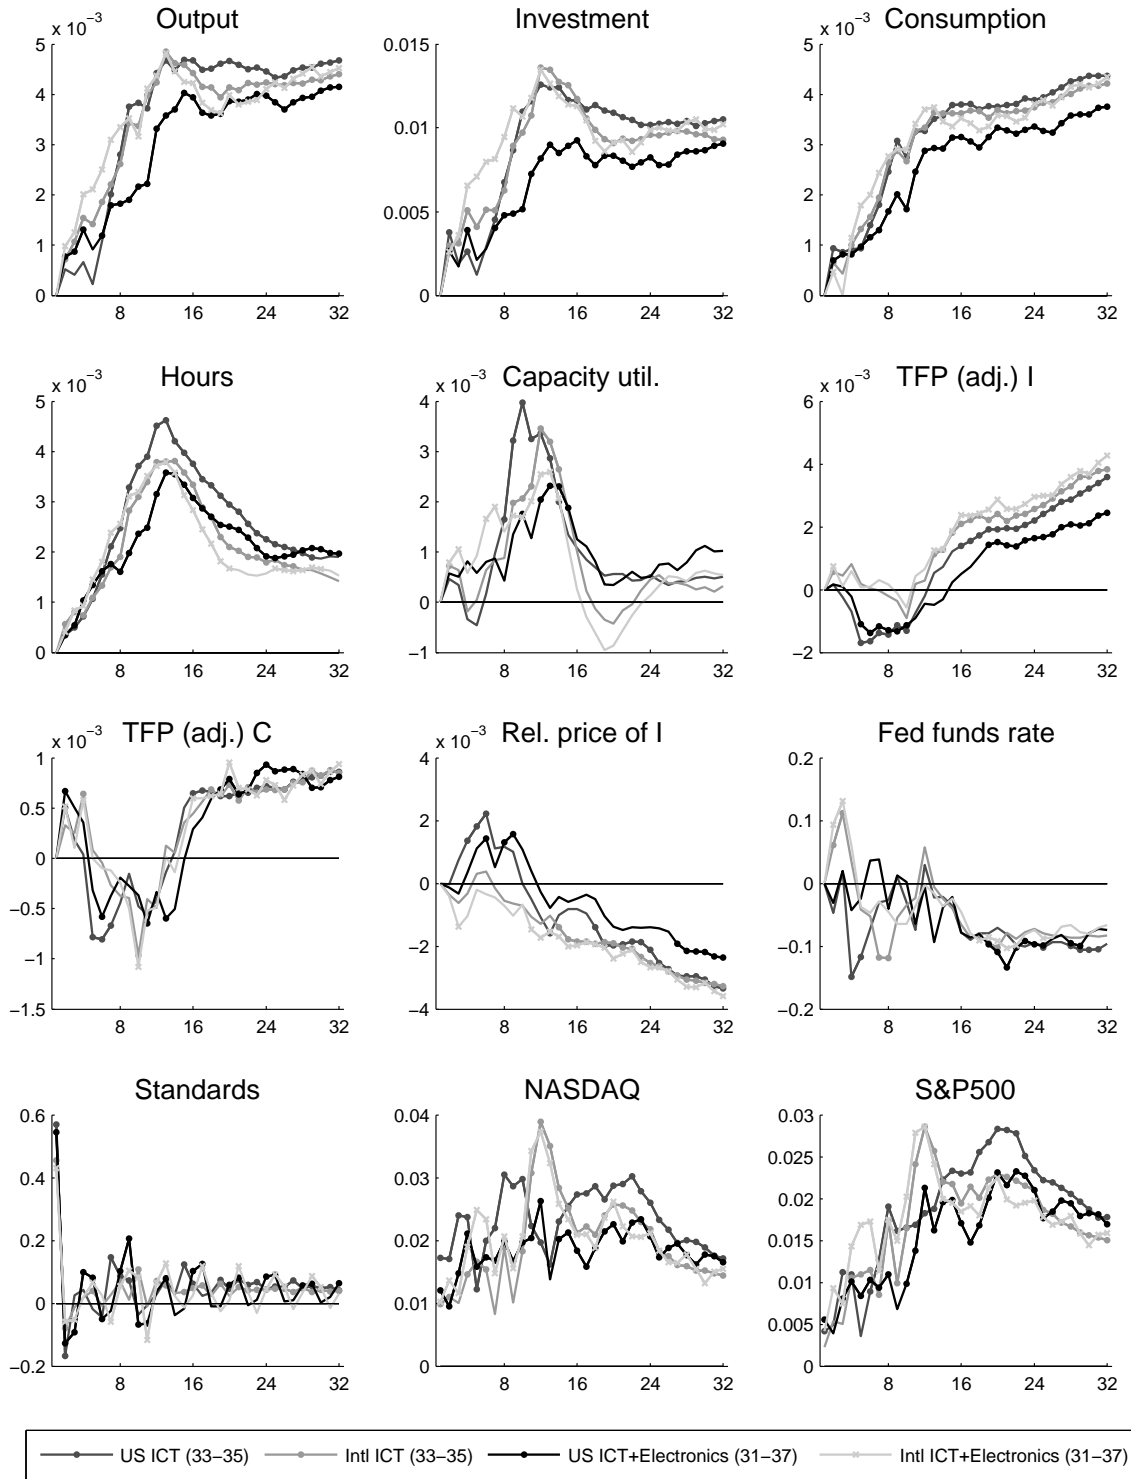 Output
x 10⁻³
5
4
3
2
1
0
8 16 24 32
Investment
0.015
0.01
0.005
0
8 16 24 32
Consumption
x 10⁻³
5
4
3
2
1
0
8 16 24 32
Hours
x 10⁻³
5
4
3
2
1
0
8 16 24 32
Capacity util.
x 10⁻³
4
3
2
1
0
−1
8 16 24 32
TFP (adj.) I
x 10⁻³
6
4
2
0
−2
8 16 24 32
TFP (adj.) C
x 10⁻³
1
0.5
0
−0.5
−1
−1.5
8 16 24 32
Rel. price of I
x 10⁻³
4
2
0
−2
−4
8 16 24 32
Fed funds rate
0.2
0.1
0
−0.1
−0.2
8 16 24 32
Standards
0.6
0.4
0.2
0
−0.2
8 16 24 32
NASDAQ
0.04
0.03
0.02
0.01
0
8 16 24 32
S&P500
0.03
0.025
0.02
0.015
0.01
0.005
0
8 16 24 32
US ICT (33−35) Intl ICT (33−35) US ICT+Electronics (31−37) Intl ICT+Electronics (31−37)